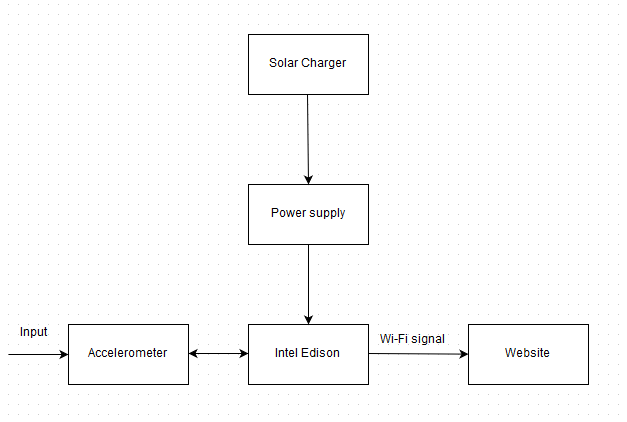 Solar Charger
Power supply
Input
Accelerometer
Intel Edison
Wi-Fi signal
Website